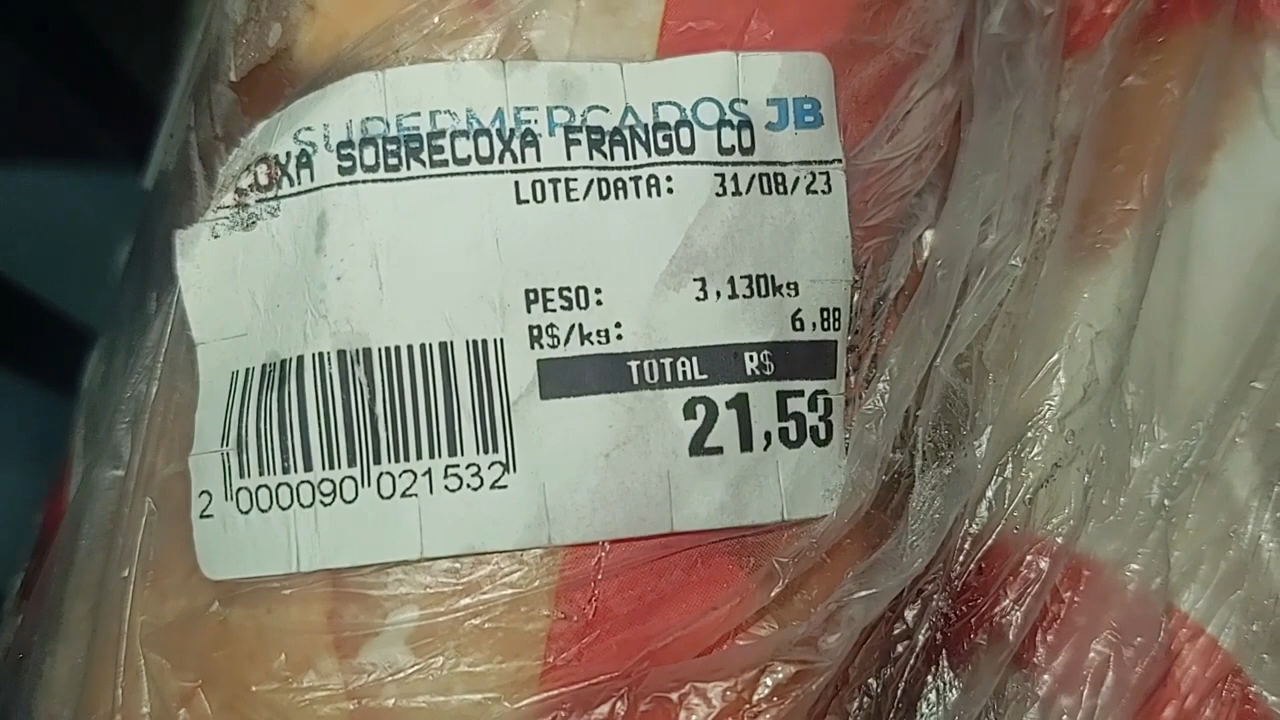 SUPERMERCADOS JB
COXA SOBRECOXA FRANGO CO
LOTE/DATA: 31/08/23
PESO: 3,130kg
R$/kg: 6,88
TOTAL R$
21,53
2 000090 021532